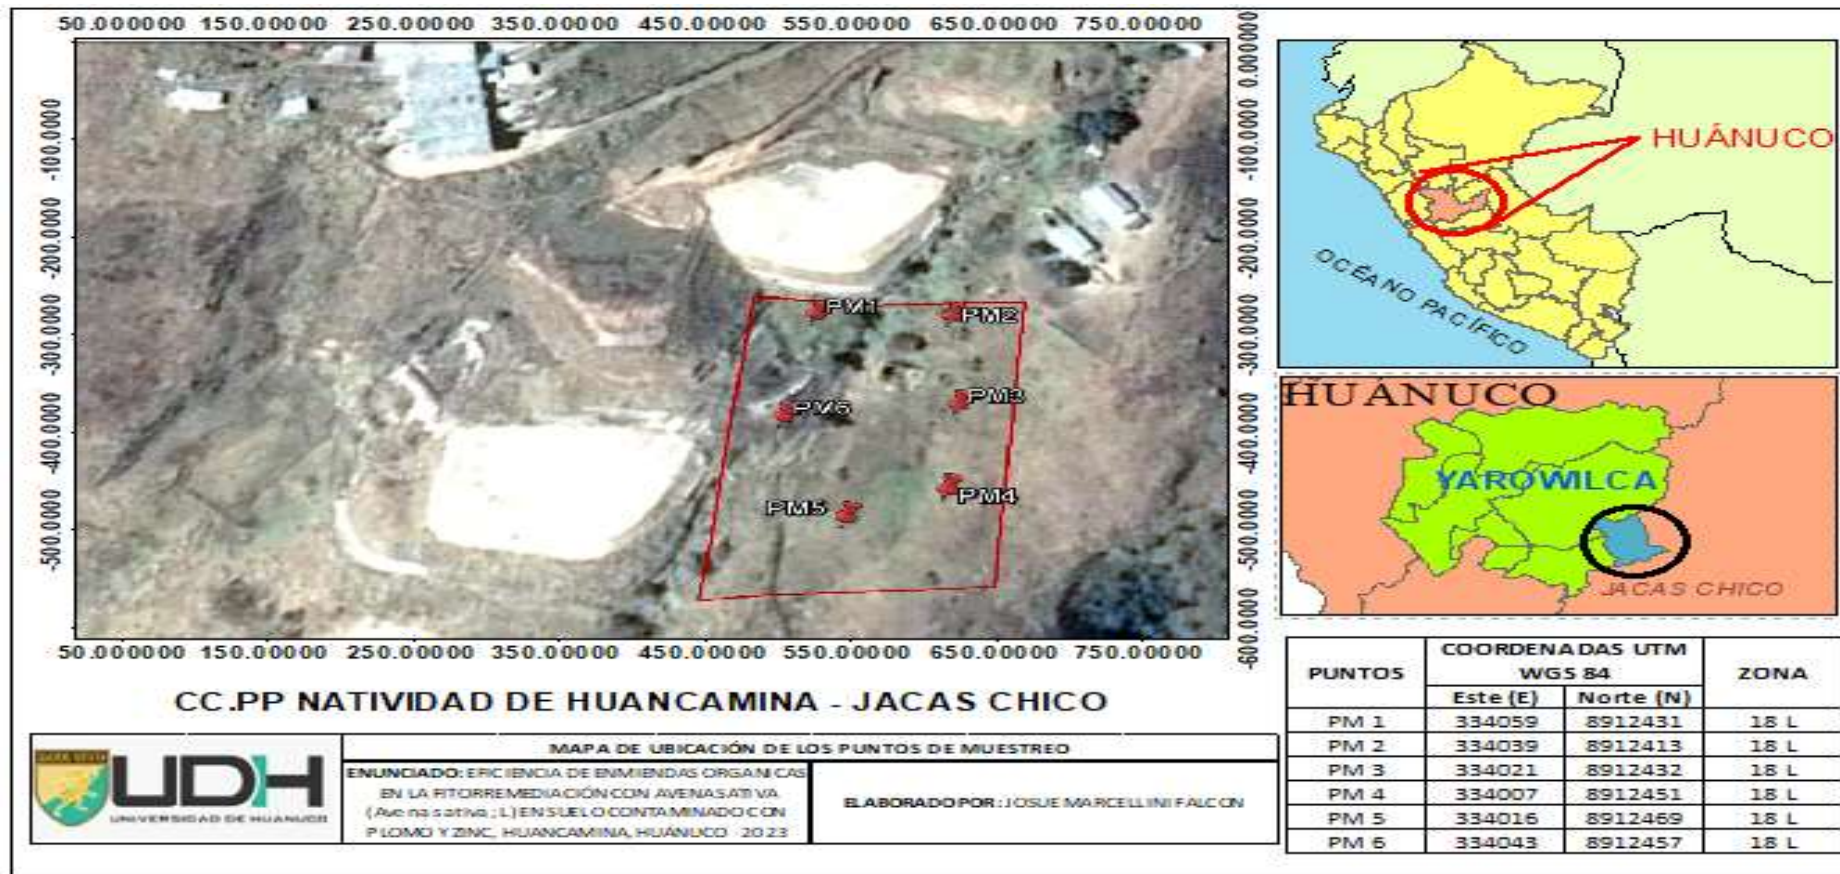 50.000000 150.00000 250.00000 350.00000 450.00000 550.00000 650.00000 750.00000
-100.0000
-200.0000
-300.0000
-400.0000
-500.0000
PM1
PM2
PM3
PM6
PM4
PM5
-100.0000
-200.0000
-300.0000
-400.0000
-500.0000
-600.0000
50.000000 150.00000 250.00000 350.00000 450.00000 550.00000 650.00000 750.00000
CC.PP NATIVIDAD DE HUANCAMINA - JACAS CHICO
HUÁNUCO
OCÉANO PACÍFICO
HUÁNUCO
YAROWILCA
JACAS CHICO
UDH
UNIVERSIDAD DE HUANUCO
MAPA DE UBICACIÓN DE LOS PUNTOS DE MUESTREO
ENUNCIADO: EFICIENCIA DE ENMIENDAS ORGANICAS
EN LA FITORREMEDIACIÓN CON AVENA SATIVA
(Avena sativa; L) EN SUELO CONTAMINADO CON
PLOMO Y ZINC, HUANCAMINA, HUÁNUCO 2023
ELABORADO POR: JOSUE MARCELLINI FALCON
PUNTOS COORDENADAS UTM WGS 84 ZONA
Este (E) Norte (N)
PM 1 334059 8912431 18 L
PM 2 334039 8912413 18 L
PM 3 334021 8912432 18 L
PM 4 334007 8912451 18 L
PM 5 334016 8912469 18 L
PM 6 334043 8912457 18 L